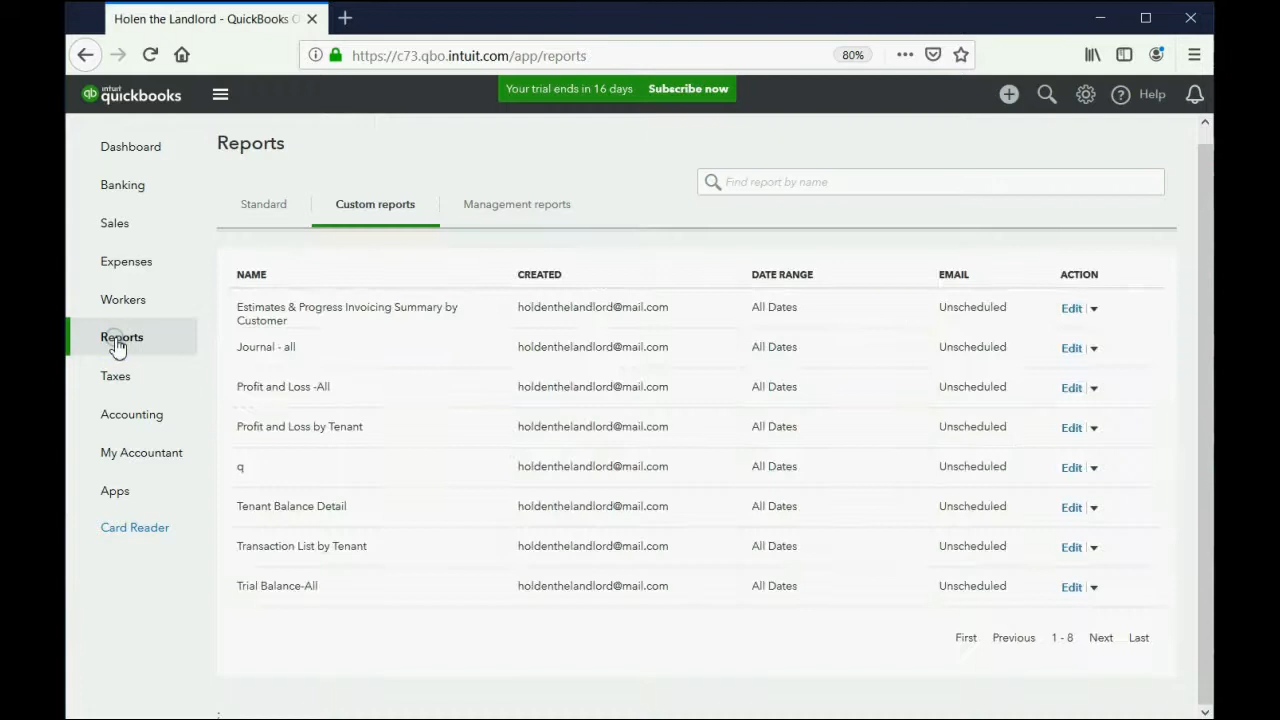 Holen the Landlord - QuickBooks O
https://c73.qbo.intuit.com/app/reports
80%
intuit
qb quickbooks
Your trial ends in 16 days Subscribe now
Help
Dashboard
Banking
Sales
Expenses
Workers
Reports
Taxes
Accounting
My Accountant
Apps
Card Reader
Reports
Find report by name
Standard Custom reports Management reports
NAME CREATED DATE RANGE EMAIL ACTION
Estimates & Progress Invoicing Summary by holdenthelandlord@mail.com All Dates Unscheduled Edit
Customer
Journal - all holdenthelandlord@mail.com All Dates Unscheduled Edit
Profit and Loss -All holdenthelandlord@mail.com All Dates Unscheduled Edit
Profit and Loss by Tenant holdenthelandlord@mail.com All Dates Unscheduled Edit
q holdenthelandlord@mail.com All Dates Unscheduled Edit
Tenant Balance Detail holdenthelandlord@mail.com All Dates Unscheduled Edit
Transaction List by Tenant holdenthelandlord@mail.com All Dates Unscheduled Edit
Trial Balance-All holdenthelandlord@mail.com All Dates Unscheduled Edit
First Previous 1 - 8 Next Last